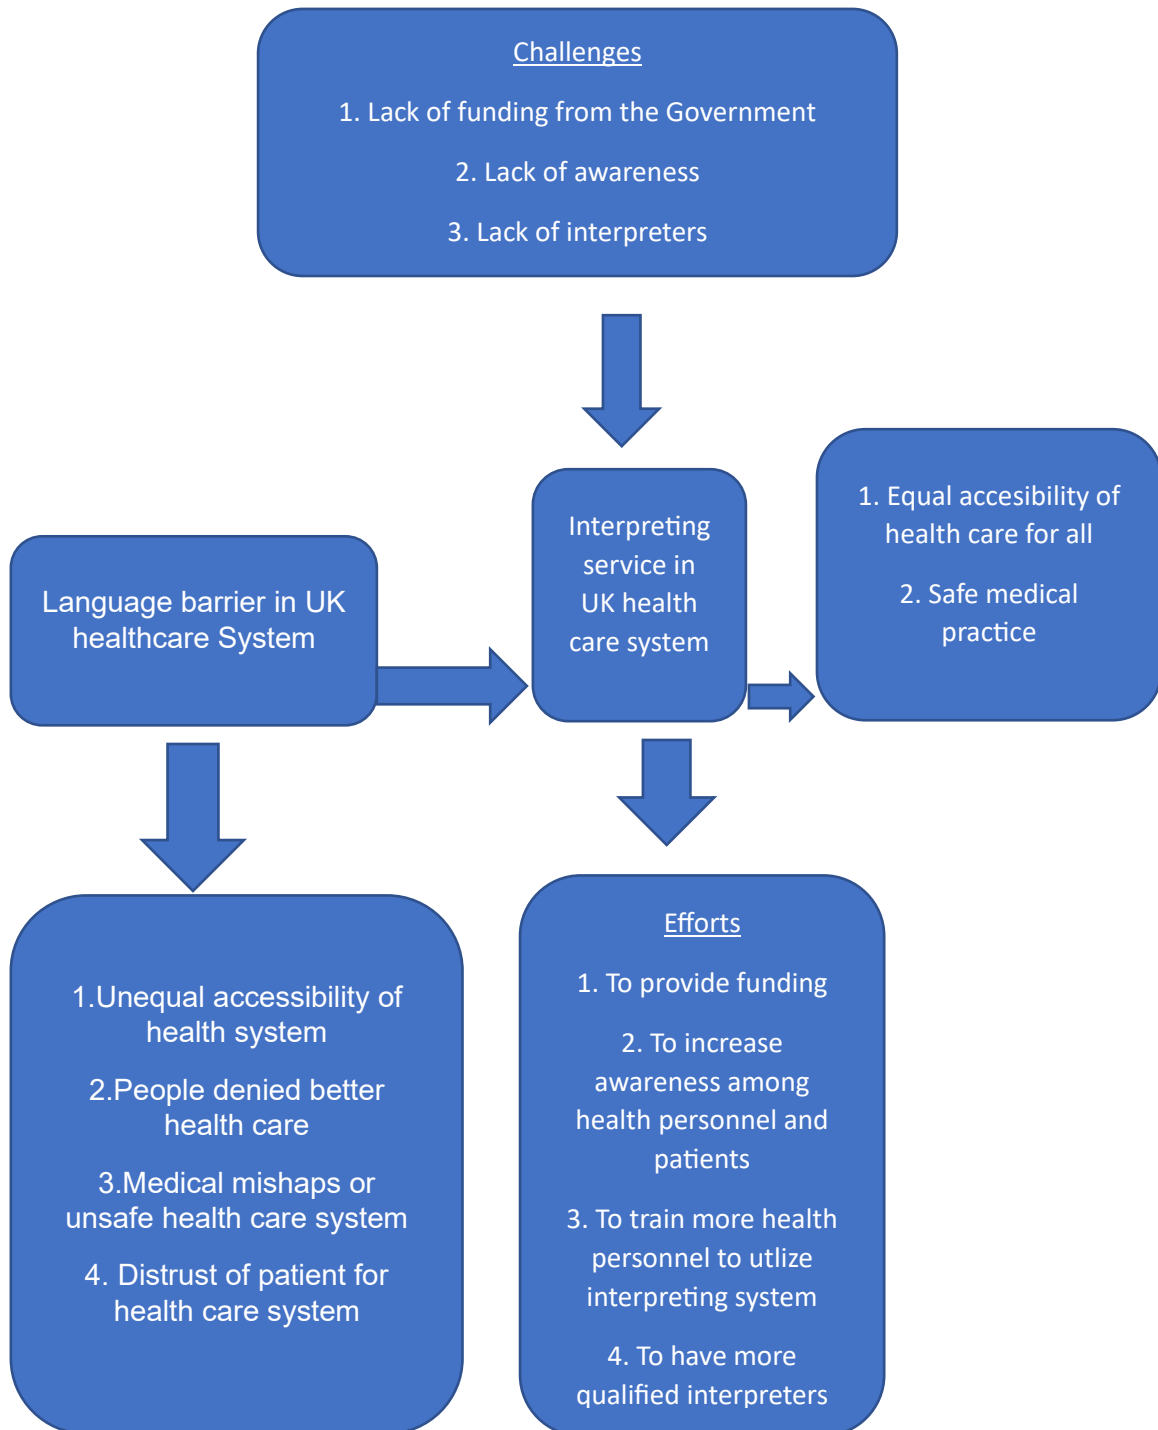 Challenges
1. Lack of funding from the Government
2. Lack of awareness
3. Lack of interpreters
Language barrier in UK
healthcare System
Interpreting
service in
UK health
care system
1. Equal accesibility of
health care for all
2. Safe medical
practice
1.Unequal accessibility of
health system
2.People denied better
health care
3.Medical mishaps or
unsafe health care system
4. Distrust of patient for
health care system
Efforts
1. To provide funding
2. To increase
awareness among
health personnel and
patients
3. To train more health
personnel to utlize
interpreting system
4. To have more
qualified interpreters